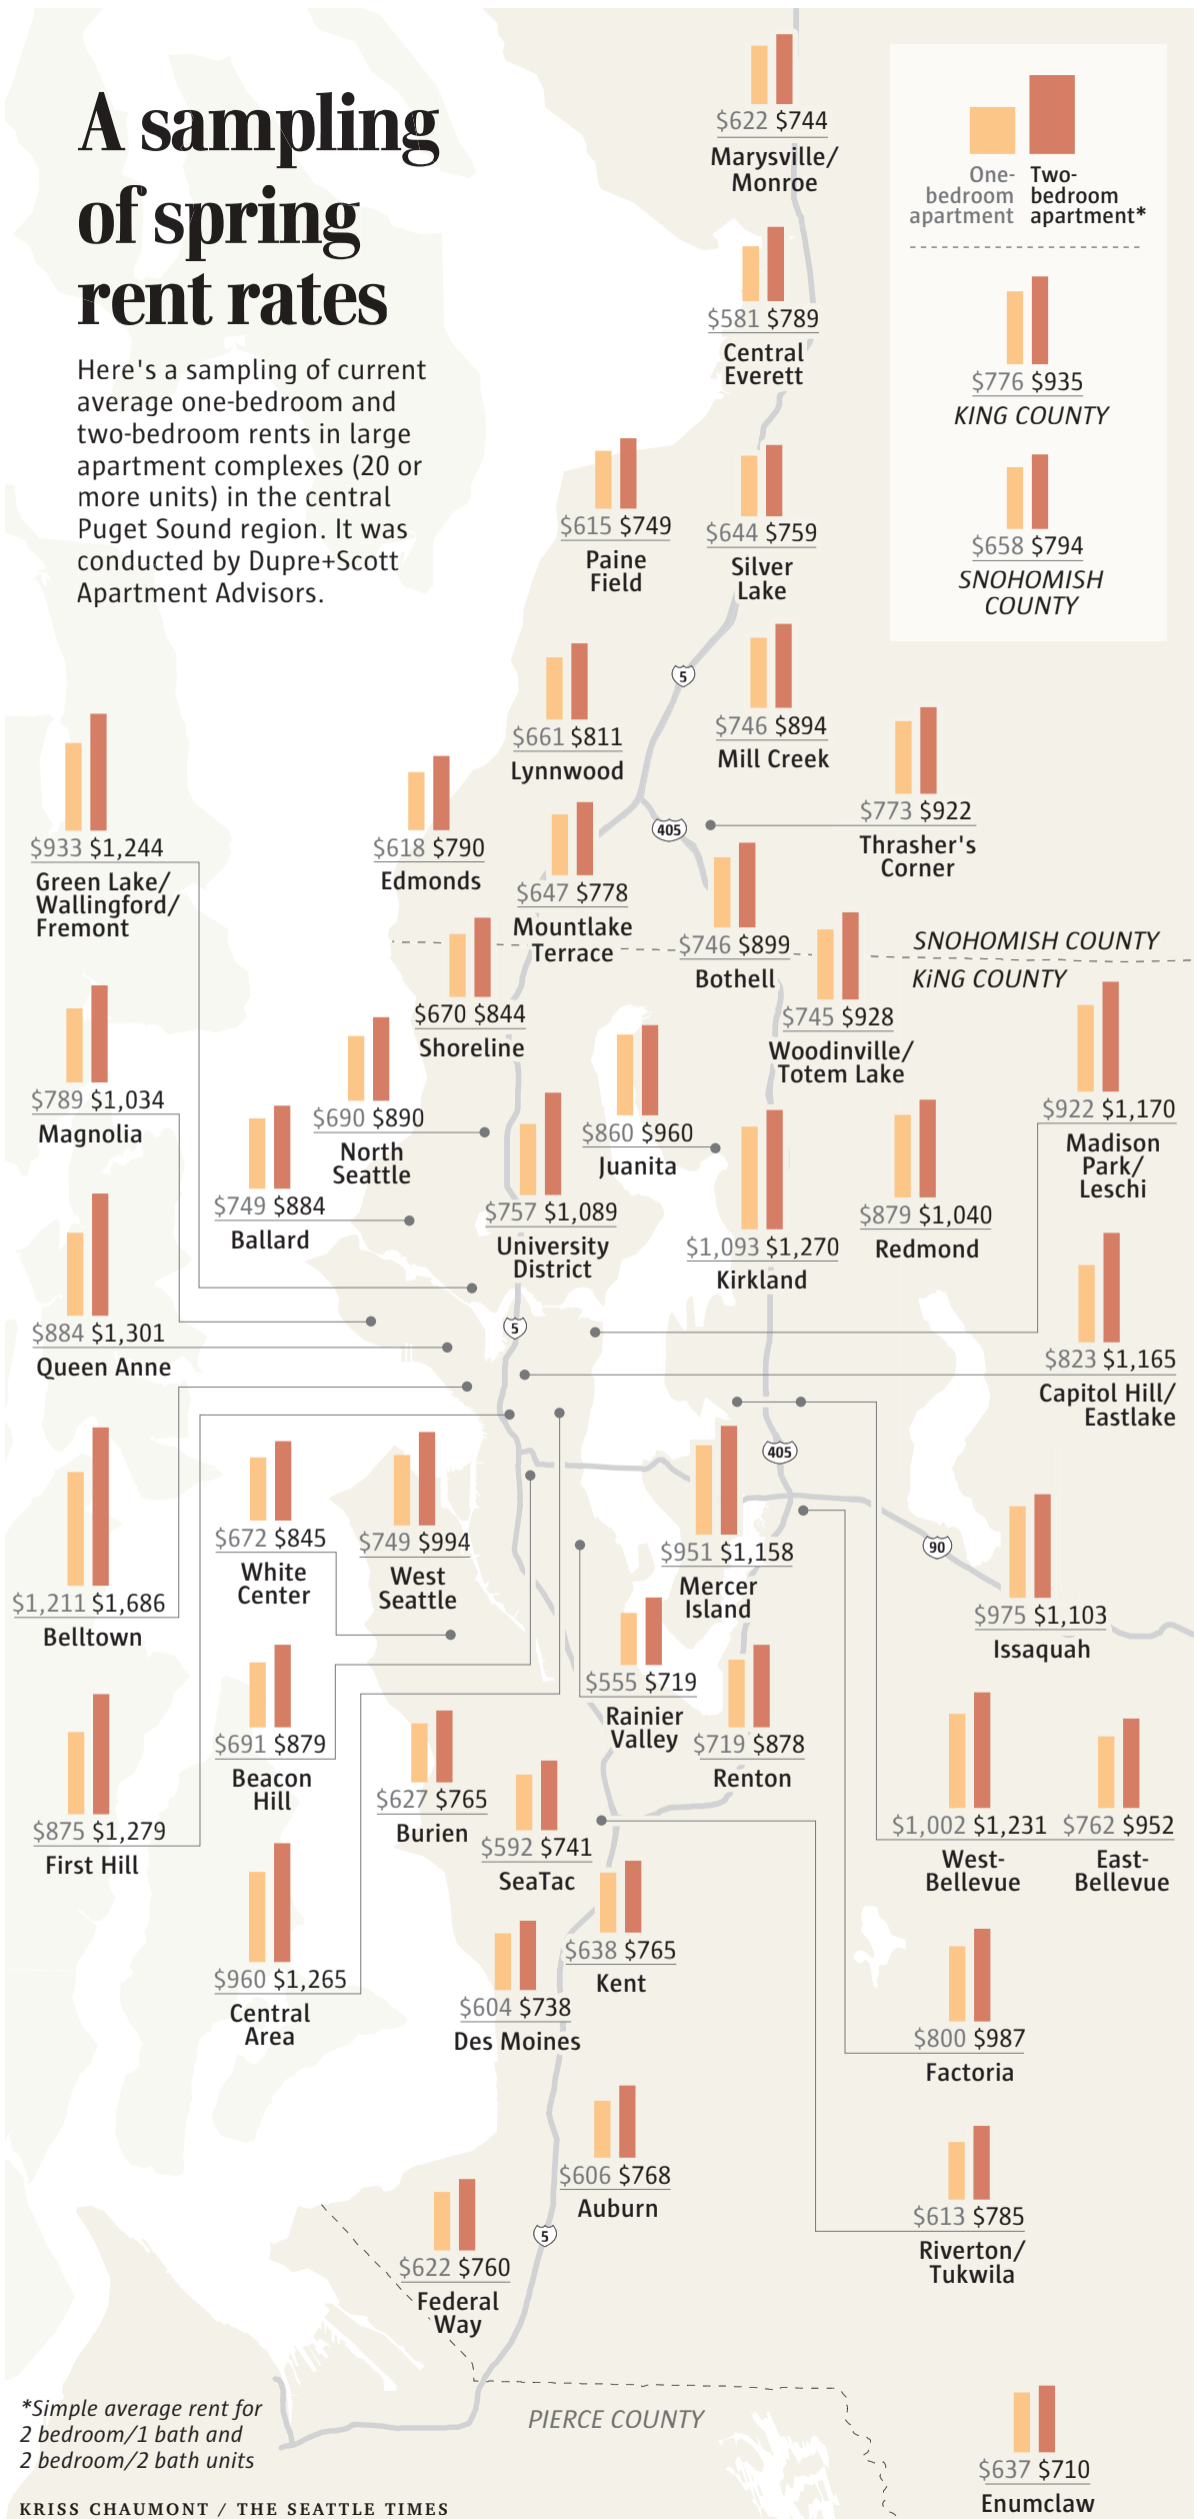 A sampling
of spring
rent rates
Here's a sampling of current
average one-bedroom and
two-bedroom rents in large
apartment complexes (20 or
more units) in the central
Puget Sound region. It was
conducted by Dupre+Scott
Apartment Advisors.
One-
bedroom
apartment
Two-
bedroom
apartment*
$776 $935
KING COUNTY
$658 $794
SNOHOMISH
COUNTY
$622 $744
Marysville/
Monroe
$581 $789
Central
Everett
$615 $749
Paine
Field
$644 $759
Silver
Lake
5
$661 $811
Lynnwood
$746 $894
Mill Creek
$773 $922
Thrasher's
Corner
405
$933 $1,244
Green Lake/
Wallingford/
Fremont
$618 $790
Edmonds
$647 $778
Mountlake
Terrace
$746 $899
Bothell
SNOHOMISH COUNTY
KiNG COUNTY
$670 $844
Shoreline
$745 $928
Woodinville/
Totem Lake
$789 $1,034
Magnolia
$690 $890
North
Seattle
$860 $960
Juanita
$922 $1,170
Madison
Park/
Leschi
$749 $884
Ballard
$757 $1,089
University
District
$1,093 $1,270
Kirkland
$879 $1,040
Redmond
$884 $1,301
Queen Anne
5
$823 $1,165
Capitol Hill/
Eastlake
405
$1,211 $1,686
Belltown
$672 $845
White
Center
$749 $994
West
Seattle
$951 $1,158
Mercer
Island
90
$975 $1,103
Issaquah
$555 $719
Rainier
Valley
$691 $879
Beacon
Hill
$719 $878
Renton
$875 $1,279
First Hill
$627 $765
Burien
$592 $741
SeaTac
$1,002 $1,231
West-
Bellevue
$762 $952
East-
Bellevue
$960 $1,265
Central
Area
$638 $765
Kent
$604 $738
Des Moines
$800 $987
Factoria
$606 $768
Auburn
$613 $785
Riverton/
Tukwila
5
$622 $760
Federal
Way
PIERCE COUNTY
$637 $710
Enumclaw
*Simple average rent for
2 bedroom/1 bath and
2 bedroom/2 bath units
KRISS CHAUMONT / THE SEATTLE TIMES